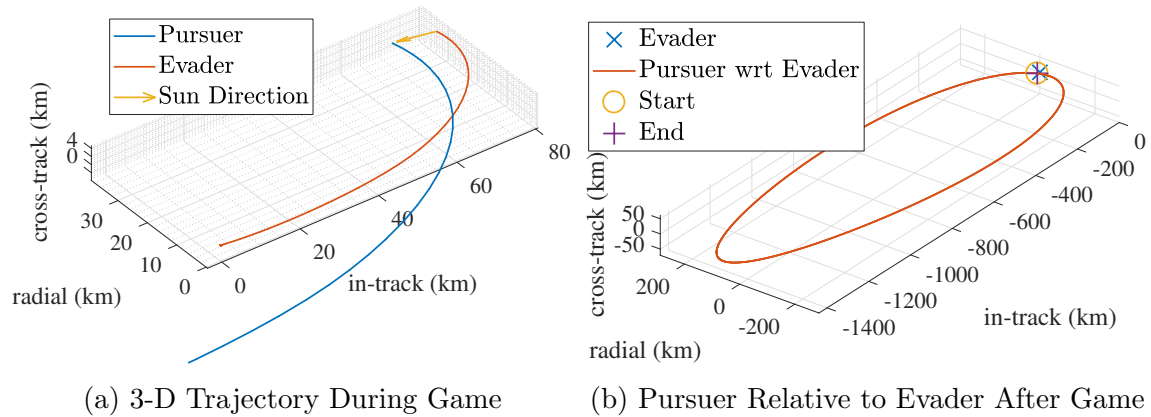 Pursuer
Evader
Sun Direction
cross-track (km)
4
0
30
20
10
0
radial (km)
0
20
40
60
80
in-track (km)
(a) 3-D Trajectory During Game
Evader
Pursuer wrt Evader
Start
End
cross-track (km)
50
0
-50
200
0
-200
radial (km)
-1400
-1200
-1000
-800
-600
-400
-200
0
in-track (km)
(b) Pursuer Relative to Evader After Game